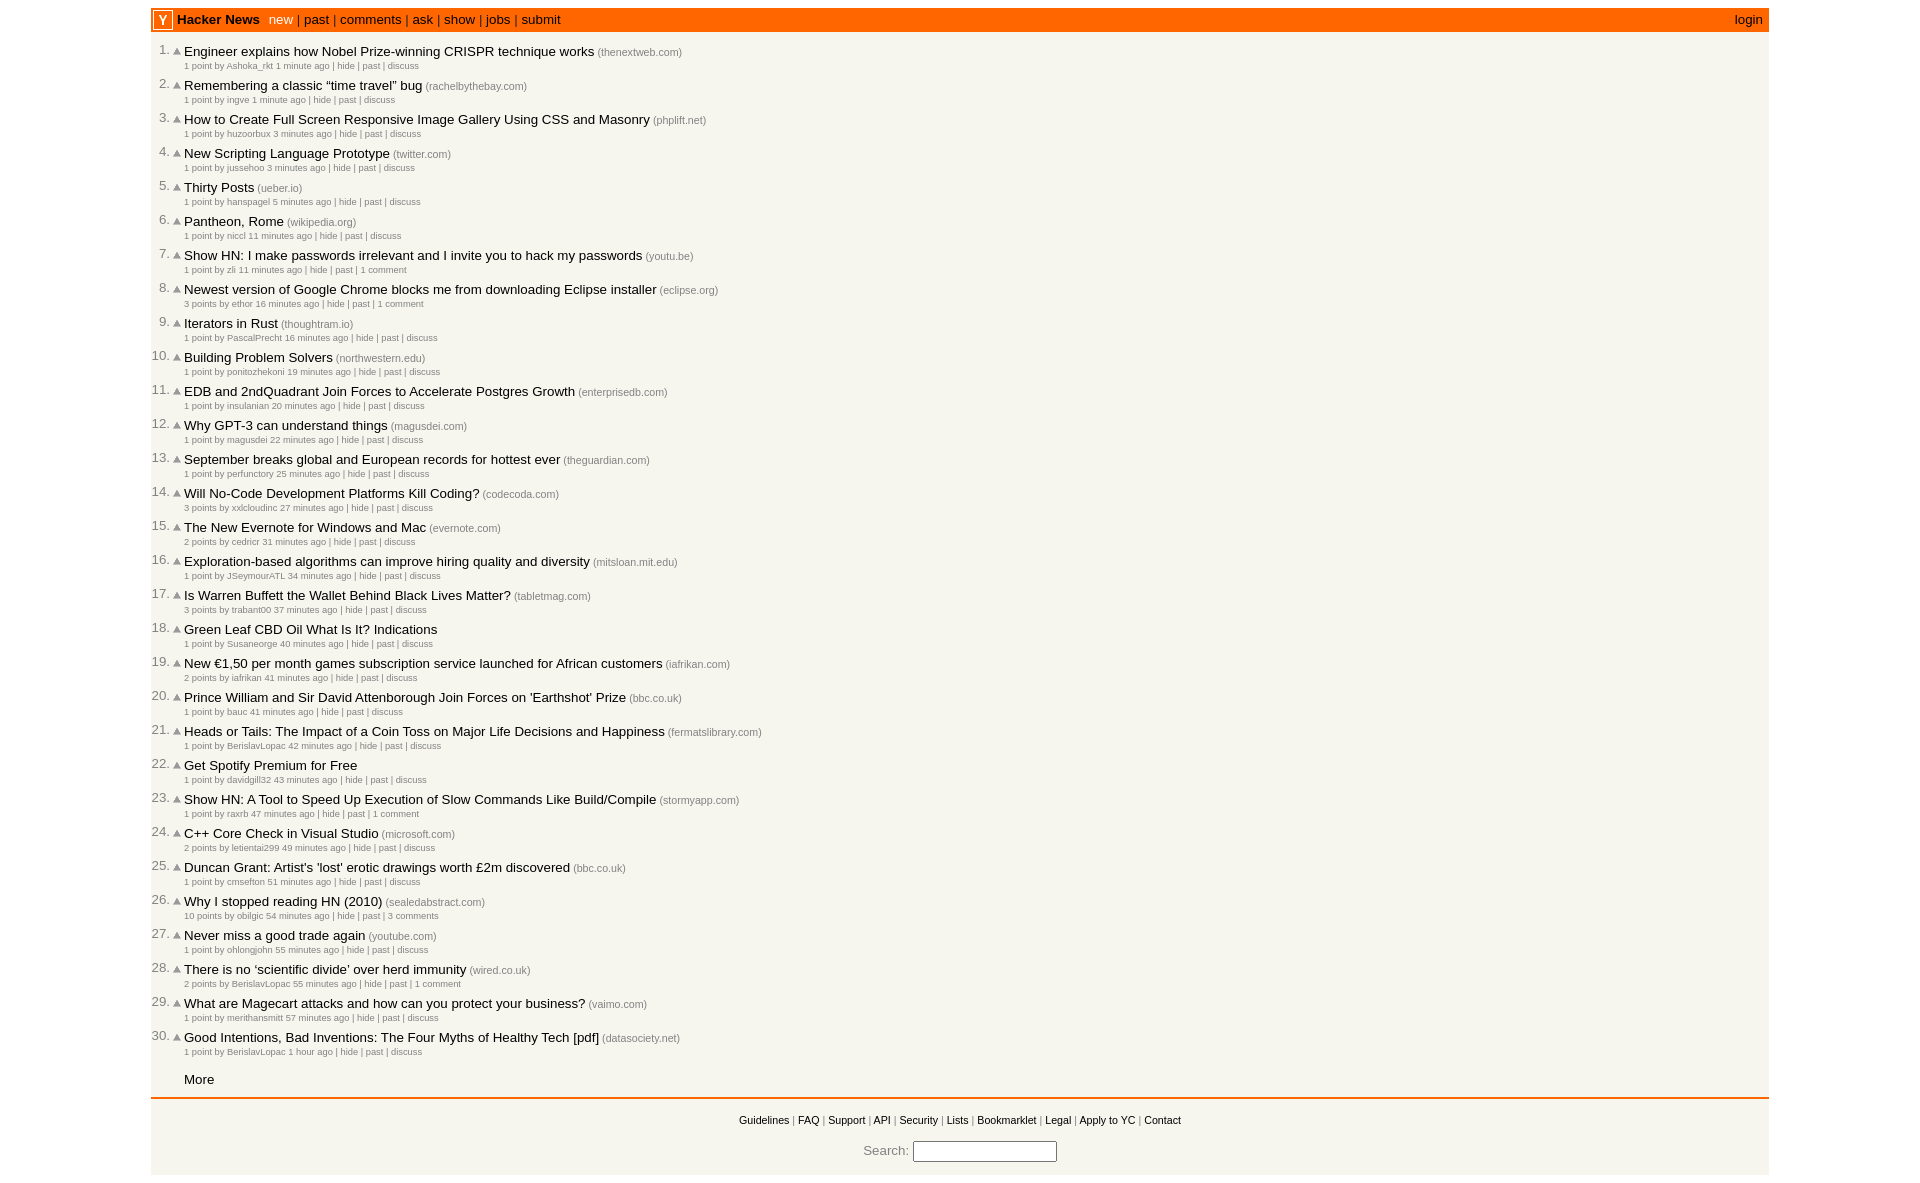 Y Hacker News new | past | comments | ask | show | jobs | submit login
1. Engineer explains how Nobel Prize-winning CRISPR technique works (thenextweb.com)
1 point by Ashoka_rkt 1 minute ago | hide | past | discuss
2. Remembering a classic “time travel” bug (rachelbythebay.com)
1 point by ingve 1 minute ago | hide | past | discuss
3. How to Create Full Screen Responsive Image Gallery Using CSS and Masonry (phplift.net)
1 point by huzoorbux 3 minutes ago | hide | past | discuss
4. New Scripting Language Prototype (twitter.com)
1 point by jussehoo 3 minutes ago | hide | past | discuss
5. Thirty Posts (ueber.io)
1 point by hanspagel 5 minutes ago | hide | past | discuss
6. Pantheon, Rome (wikipedia.org)
1 point by niccl 11 minutes ago | hide | past | discuss
7. Show HN: I make passwords irrelevant and I invite you to hack my passwords (youtu.be)
1 point by zli 11 minutes ago | hide | past | 1 comment
8. Newest version of Google Chrome blocks me from downloading Eclipse installer (eclipse.org)
3 points by ethor 16 minutes ago | hide | past | 1 comment
9. Iterators in Rust (thoughtram.io)
1 point by PascalPrecht 16 minutes ago | hide | past | discuss
10. Building Problem Solvers (northwestern.edu)
1 point by ponitozhekoni 19 minutes ago | hide | past | discuss
11. EDB and 2ndQuadrant Join Forces to Accelerate Postgres Growth (enterprisedb.com)
1 point by insulanian 20 minutes ago | hide | past | discuss
12. Why GPT-3 can understand things (magusdei.com)
1 point by magusdei 22 minutes ago | hide | past | discuss
13. September breaks global and European records for hottest ever (theguardian.com)
1 point by perfunctory 25 minutes ago | hide | past | discuss
14. Will No-Code Development Platforms Kill Coding? (codecoda.com)
3 points by xxlcloudinc 27 minutes ago | hide | past | discuss
15. The New Evernote for Windows and Mac (evernote.com)
2 points by cedricr 31 minutes ago | hide | past | discuss
16. Exploration-based algorithms can improve hiring quality and diversity (mitsloan.mit.edu)
1 point by JSeymourATL 34 minutes ago | hide | past | discuss
17. Is Warren Buffett the Wallet Behind Black Lives Matter? (tabletmag.com)
3 points by trabant00 37 minutes ago | hide | past | discuss
18. Green Leaf CBD Oil What Is It? Indications
1 point by Susaneorge 40 minutes ago | hide | past | discuss
19. New €1,50 per month games subscription service launched for African customers (iafrikan.com)
2 points by iafrikan 41 minutes ago | hide | past | discuss
20. Prince William and Sir David Attenborough Join Forces on 'Earthshot' Prize (bbc.co.uk)
1 point by bauc 41 minutes ago | hide | past | discuss
21. Heads or Tails: The Impact of a Coin Toss on Major Life Decisions and Happiness (fermatslibrary.com)
1 point by BerislavLopac 42 minutes ago | hide | past | discuss
22. Get Spotify Premium for Free
1 point by davidgill32 43 minutes ago | hide | past | discuss
23. Show HN: A Tool to Speed Up Execution of Slow Commands Like Build/Compile (stormyapp.com)
1 point by raxrb 47 minutes ago | hide | past | 1 comment
24. C++ Core Check in Visual Studio (microsoft.com)
2 points by letientai299 49 minutes ago | hide | past | discuss
25. Duncan Grant: Artist's 'lost' erotic drawings worth £2m discovered (bbc.co.uk)
1 point by cmsefton 51 minutes ago | hide | past | discuss
26. Why I stopped reading HN (2010) (sealedabstract.com)
10 points by obilgic 54 minutes ago | hide | past | 3 comments
27. Never miss a good trade again (youtube.com)
1 point by ohlongjohn 55 minutes ago | hide | past | discuss
28. There is no ‘scientific divide’ over herd immunity (wired.co.uk)
2 points by BerislavLopac 55 minutes ago | hide | past | 1 comment
29. What are Magecart attacks and how can you protect your business? (vaimo.com)
1 point by merithansmitt 57 minutes ago | hide | past | discuss
30. Good Intentions, Bad Inventions: The Four Myths of Healthy Tech [pdf] (datasociety.net)
1 point by BerislavLopac 1 hour ago | hide | past | discuss
More
Guidelines | FAQ | Support | API | Security | Lists | Bookmarklet | Legal | Apply to YC | Contact
Search: